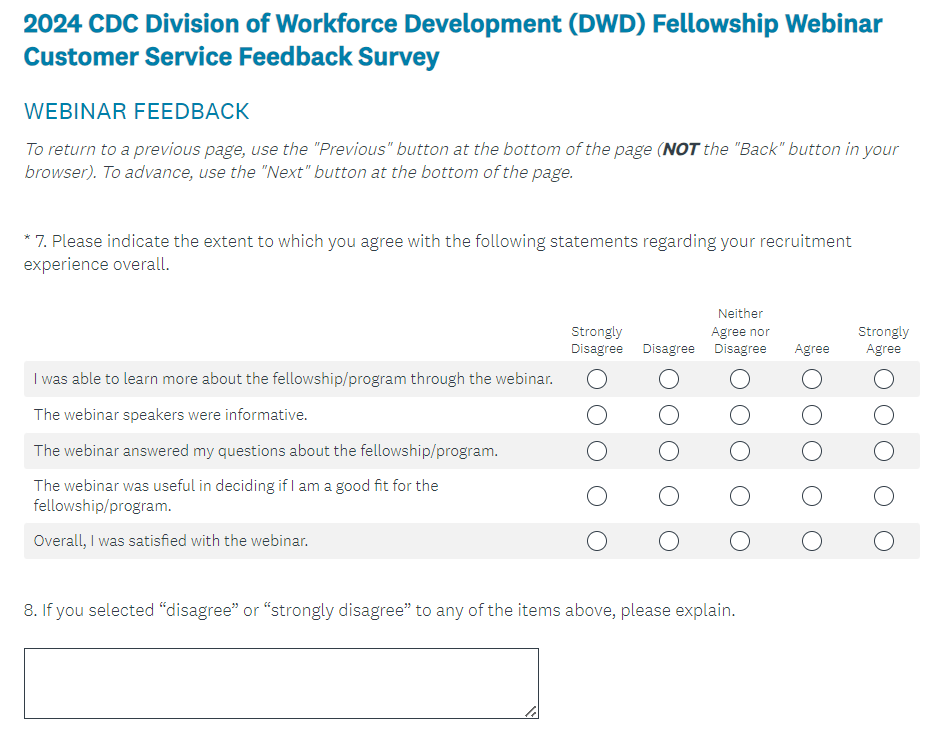 2024 CDC Division of Workforce Development (DWD) Fellowship Webinar
Customer Service Feedback Survey
WEBINAR FEEDBACK
To return to a previous page, use the "Previous" button at the bottom of the page (NOT the "Back" button in your
browser). To advance, use the "Next" button at the bottom of the page.
* 7. Please indicate the extent to which you agree with the following statements regarding your recruitment
experience overall.
Strongly Disagree
Disagree
Neither Agree nor Disagree
Agree
Strongly Agree
I was able to learn more about the fellowship/program through the webinar.
The webinar speakers were informative.
The webinar answered my questions about the fellowship/program.
The webinar was useful in deciding if I am a good fit for the
fellowship/program.
Overall, I was satisfied with the webinar.
8. If you selected “disagree” or “strongly disagree” to any of the items above, please explain.